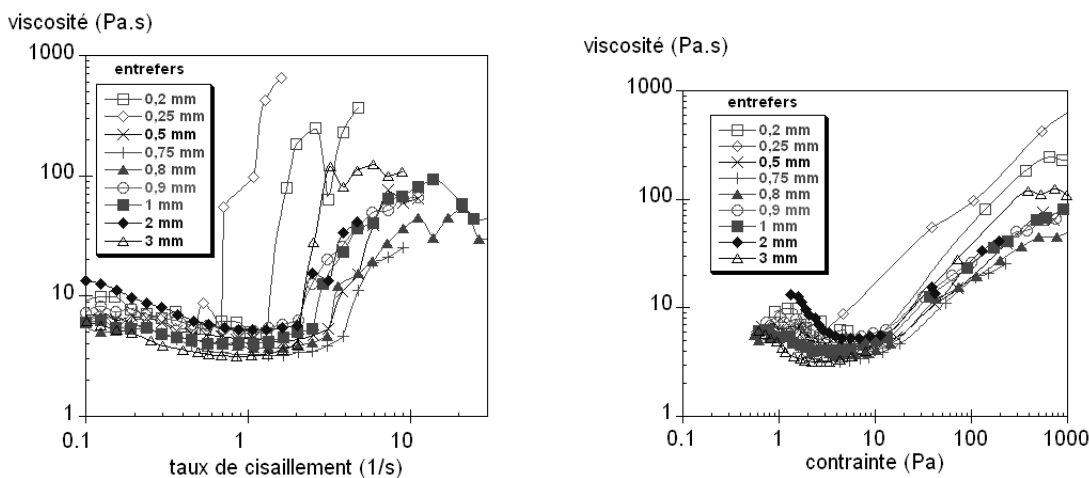 viscosité (Pa.s)
1000
100
10
1
0.1
1
10
taux de cisaillement (1/s)
entrefers
0,2 mm
0,25 mm
0,5 mm
0,75 mm
0,8 mm
0,9 mm
1 mm
2 mm
3 mm
viscosité (Pa.s)
1000
100
10
1
0.1
1
10
100
1000
contrainte (Pa)
entrefers
0,2 mm
0,25 mm
0,5 mm
0,75 mm
0,8 mm
0,9 mm
1 mm
2 mm
3 mm